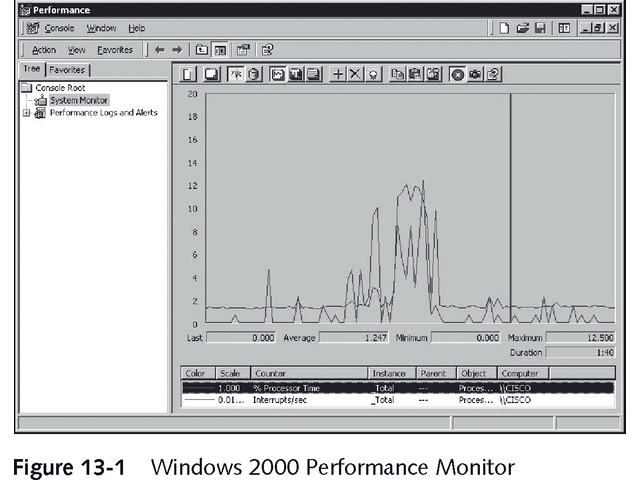 Performance
Console Window Help
Action View Favorites
Tree Favorites
Console Root
System Monitor
Performance Logs and Alerts
20
18
16
14
12
10
8
6
4
2
0
Last 0.000 Average 1.247 Minimum 0.000 Maximum 12.500
Duration 1:40
Color Scale Counter Instance Parent Object Computer
1.000 % Processor Time _Total --- Proces... \\CISCO
0.01... Interrupts/sec _Total --- Proces... \\CISCO
Figure 13-1 Windows 2000 Performance Monitor